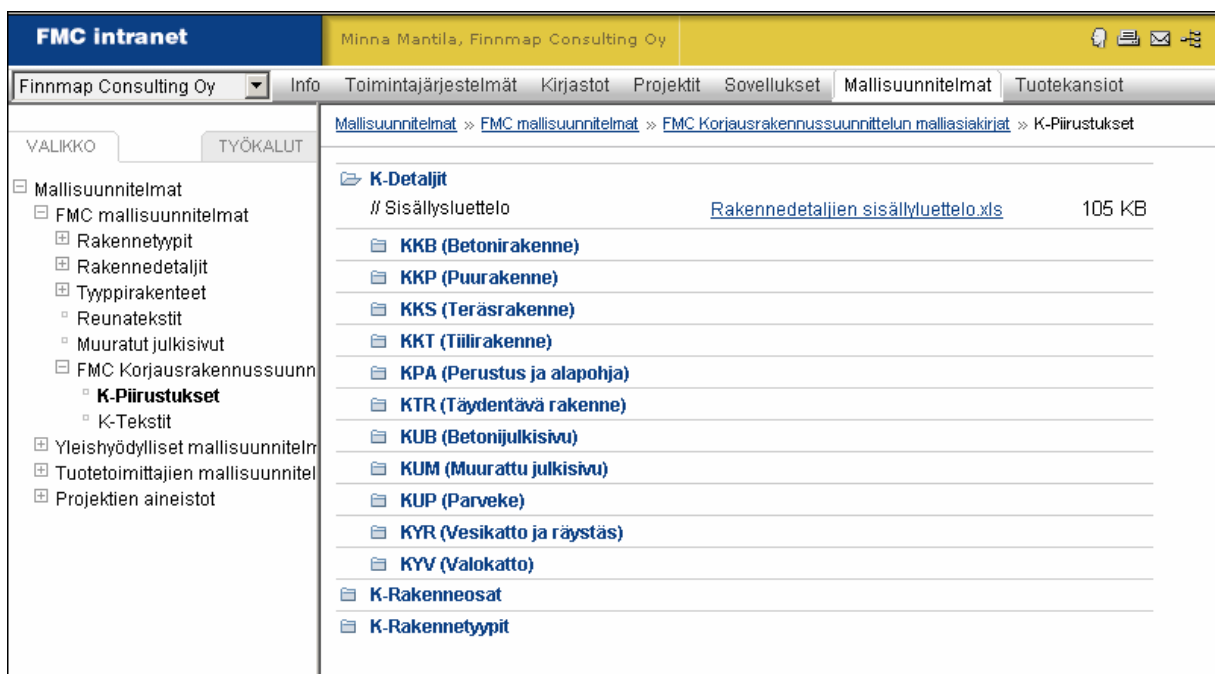 FMC intranet
Minna Mantila, Finnmap Consulting Oy
Finnmap Consulting Oy Info Toimintajärjestelmät Kirjastot Projektit Sovellukset Mallisuunnitelmat Tuotekansiot
Mallisuunnitelmat » FMC mallisuunnitelmat » FMC Korjausrakennussuunnittelun malliasiakirjat » K-Piirustukset
VALIKKO TYÖKALUT
Mallisuunnitelmat
FMC mallisuunnitelmat
Rakennetyypit
Rakennedetaljit
Tyyppirakenteet
Reunatekstit
Muuratut julkisivut
FMC Korjausrakennussuunn
K-Piirustukset
K-Tekstit
Yleishyödylliset mallisuunnitelm
Tuotetoimittajien mallisuunnitel
Projektien aineistot
K-Detaljit
// Sisällysluettelo Rakennedetaljien sisällyluettelo.xls 105 KB
KKB (Betonirakenne)
KKP (Puurakenne)
KKS (Teräsrakenne)
KKT (Tiilirakenne)
KPA (Perustus ja alapohja)
KTR (Täydentävä rakenne)
KUB (Betonijulkisivu)
KUM (Muurattu julkisivu)
KUP (Parveke)
KYR (Vesikatto ja räystäs)
KYV (Valokatto)
K-Rakenneosat
K-Rakennetyypit